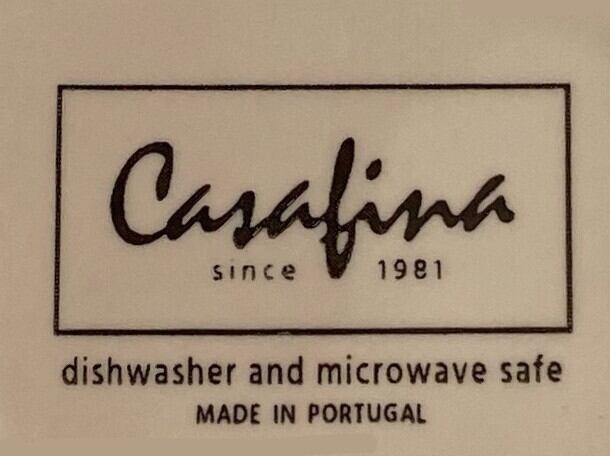 Casafina
since 1981
dishwasher and microwave safe
MADE IN PORTUGAL